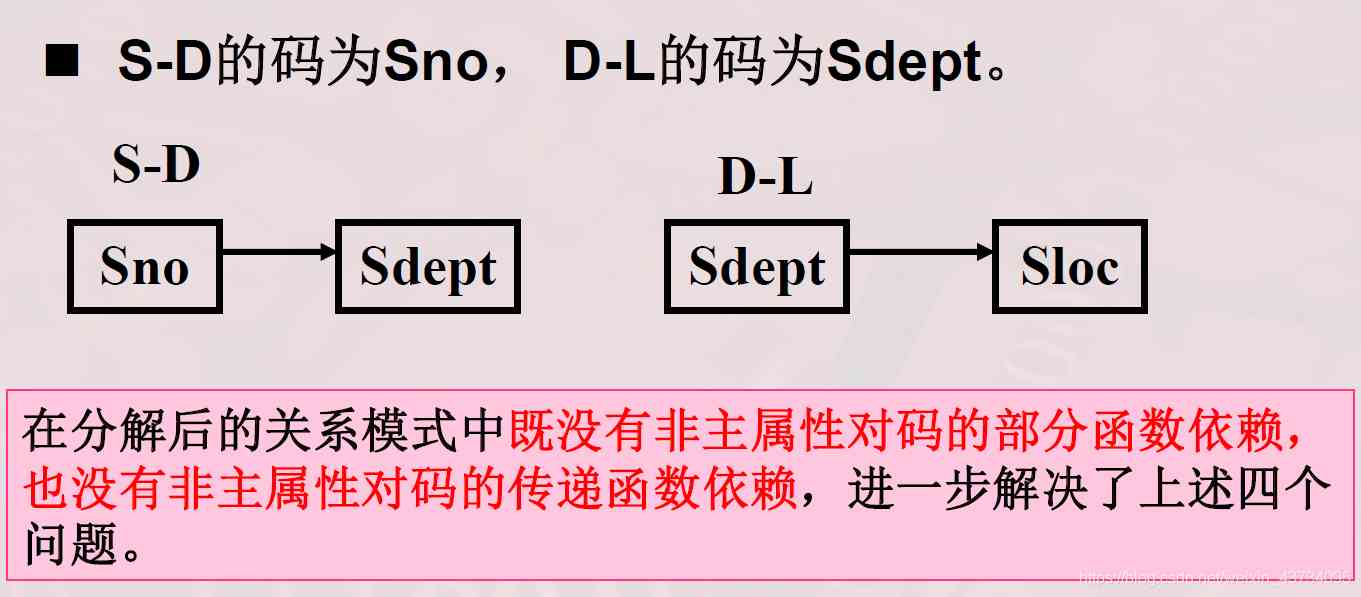 ■ S-D的码为Sno， D-L的码为Sdept。
S-D
D-L
Sno
Sdept
Sdept
Sloc
在分解后的关系模式中既没有非主属性对码的部分函数依赖，
也没有非主属性对码的传递函数依赖，进一步解决了上述四个
问题。
https://blog.csdn.net/weixin_43734095